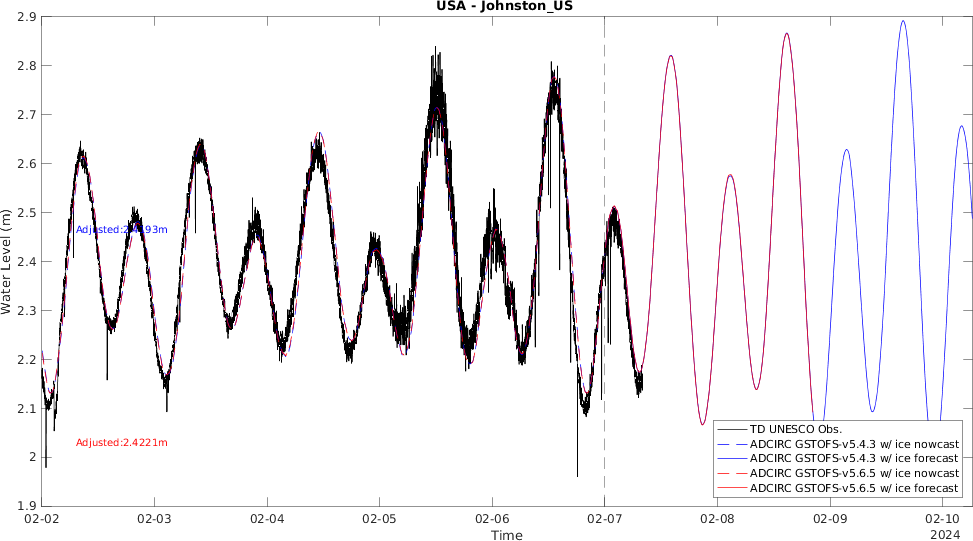 USA - Johnston_US
2.9
2.8
2.7
2.6
2.5
2.4
2.3
2.2
2.1
2
1.9
Water Level (m)
Adjusted:2.4193m
Adjusted:2.4221m
TD UNESCO Obs.
ADCIRC GSTOFS-v5.4.3 w/ ice nowcast
ADCIRC GSTOFS-v5.4.3 w/ ice forecast
ADCIRC GSTOFS-v5.6.5 w/ ice nowcast
ADCIRC GSTOFS-v5.6.5 w/ ice forecast
02-02 02-03 02-04 02-05 02-06 02-07 02-08 02-09 02-10
Time
2024